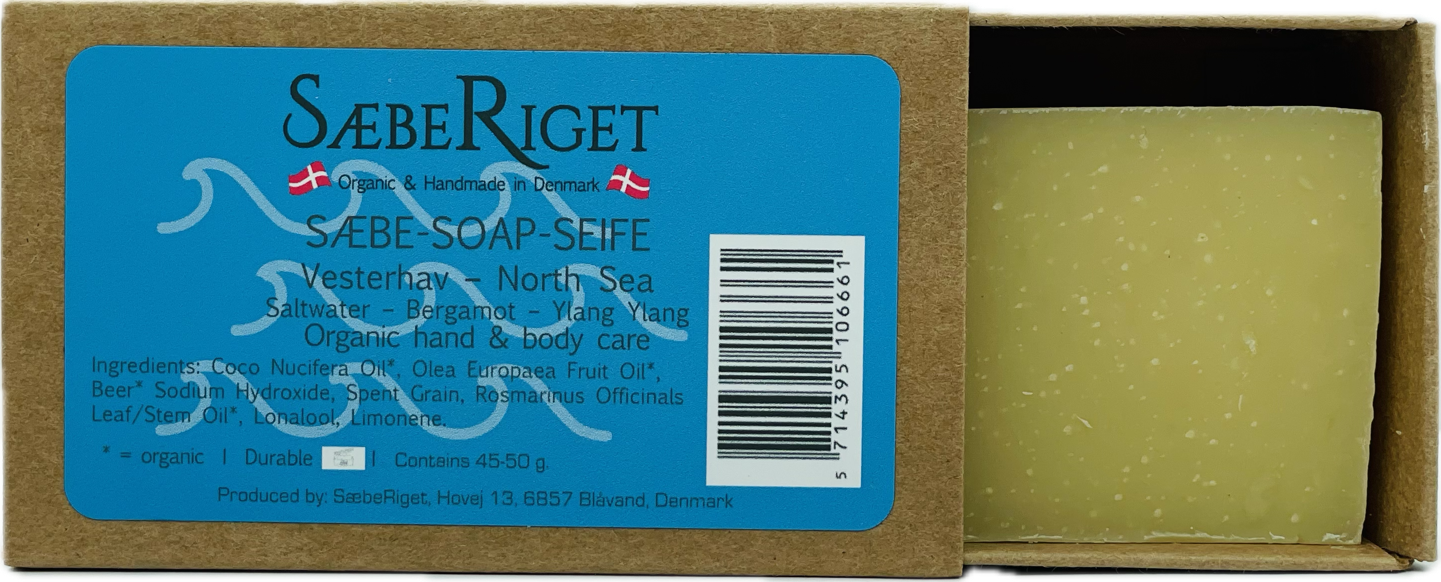 SÆBERIGET
Organic & Handmade in Denmark
SÆBE-SOAP-SEIFE
Vesterhav – North Sea
Saltwater – Bergamot – Ylang Ylang
Organic hand & body care
Ingredients: Coco Nucifera Oil*, Olea Europaea Fruit Oil*,
Beer* Sodium Hydroxide, Spent Grain, Rosmarinus Officinals
Leaf/Stem Oil*, Lonalool, Limonene.
* = organic | Durable | Contains 45-50 g.
Produced by: SæbeRiget, Hovej 13, 6857 Blåvand, Denmark
5 714395 106661